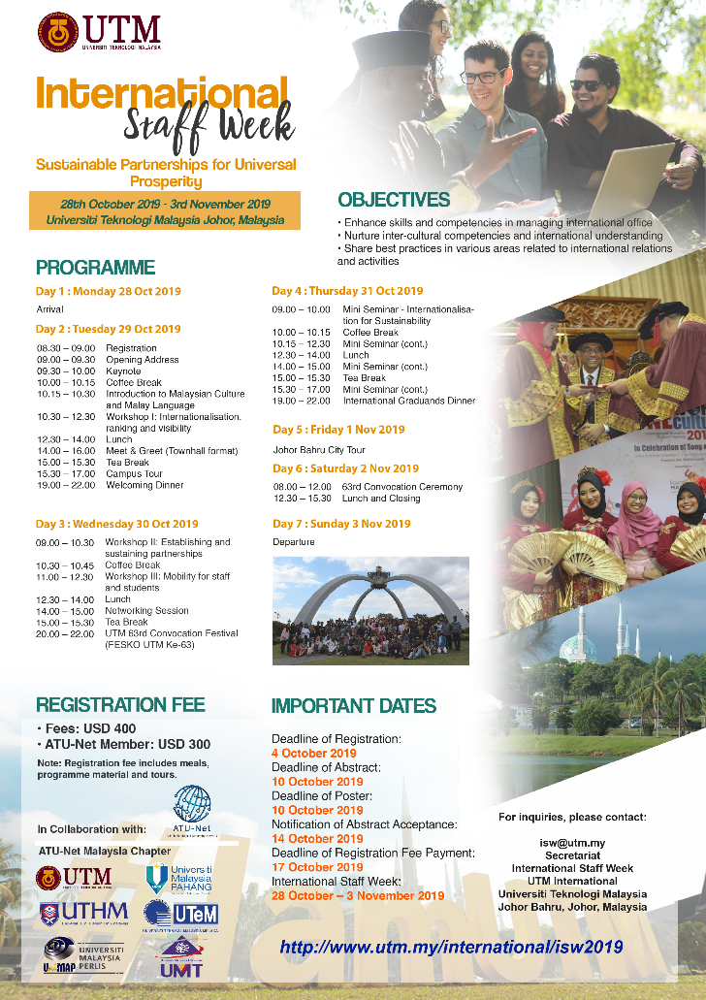 UTM
UNIVERSITI TEKNOLOGI MALAYSIA
International
Staff Week
Sustainable Partnerships for Universal
Prosperity
28th October 2019 - 3rd November 2019
Universiti Teknologi Malaysia Johor, Malaysia
OBJECTIVES
• Enhance skills and competencies in managing international office
• Nurture inter-cultural competencies and international understanding
• Share best practices in various areas related to international relations
and activities
PROGRAMME
Day 1 : Monday 28 Oct 2019
Arrival
Day 2 : Tuesday 29 Oct 2019
08.30 – 09.00 Registration
09.00 – 09.30 Opening Address
09.30 – 10.00 Keynote
10.00 – 10.15 Coffee Break
10.15 – 10.30 Introduction to Malaysian Culture
and Malay Language
10.30 – 12.30 Workshop I: Internationalisation,
ranking and visibility
12.30 – 14.00 Lunch
14.00 – 16.00 Meet & Greet (Townhall format)
15.00 – 15.30 Tea Break
15.30 – 17.00 Campus Tour
19.00 – 22.00 Welcoming Dinner
Day 3 : Wednesday 30 Oct 2019
09.00 – 10.30 Workshop II: Establishing and
sustaining partnerships
10.30 – 10.45 Coffee Break
11.00 – 12.30 Workshop III: Mobility for staff
and students
12.30 – 14.00 Lunch
14.00 – 15.00 Networking Session
15.00 – 15.30 Tea Break
20.00 – 22.00 UTM 63rd Convocation Festival
(FESKO UTM Ke-63)
Day 4 : Thursday 31 Oct 2019
09.00 – 10.00 Mini Seminar - Internationalisa-
tion for Sustainability
10.00 – 10.15 Coffee Break
10.15 – 12.30 Mini Seminar (cont.)
12.30 – 14.00 Lunch
14.00 – 15.00 Mini Seminar (cont.)
15.00 – 15.30 Tea Break
15.30 – 17.00 Mini Seminar (cont.)
19.00 – 22.00 International Graduands Dinner
Day 5 : Friday 1 Nov 2019
Johor Bahru City Tour
Day 6 : Saturday 2 Nov 2019
08.00 – 12.00 63rd Convocation Ceremony
12.30 – 15.30 Lunch and Closing
Day 7 : Sunday 3 Nov 2019
Departure
In Celebration of Song a
REGISTRATION FEE
• Fees: USD 400
• ATU-Net Member: USD 300
Note: Registration fee includes meals,
programme material and tours.
In Collaboration with:
ATU-Net
ATU-Net Malaysia Chapter
UTM
Universiti
Malaysia
PAHANG
UTHM
UTeM
UNIVERSITI TEKNIKAL MALAYSIA MELAKA
UniMAP
UNIVERSITI
MALAYSIA
PERLIS
UMT
IMPORTANT DATES
Deadline of Registration:
4 October 2019
Deadline of Abstract:
10 October 2019
Deadline of Poster:
10 October 2019
Notification of Abstract Acceptance:
14 October 2019
Deadline of Registration Fee Payment:
17 October 2019
International Staff Week:
28 October – 3 November 2019
For inquiries, please contact:
isw@utm.my
Secretariat
International Staff Week
UTM International
Universiti Teknologi Malaysia
Johor Bahru, Johor, Malaysia
http://www.utm.my/international/isw2019